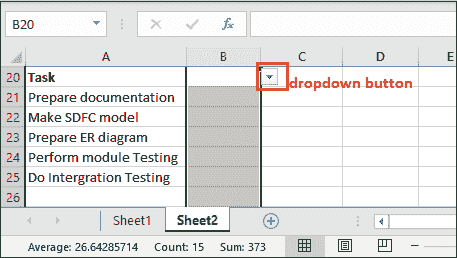 B20
fx
A B C D E
20 Task
dropdown button
21 Prepare documentation
22 Make SDFC model
23 Prepare ER diagram
24 Perform module Testing
25 Do Intergration Testing
26
Sheet1 Sheet2
Average: 26.64285714 Count: 15 Sum: 373